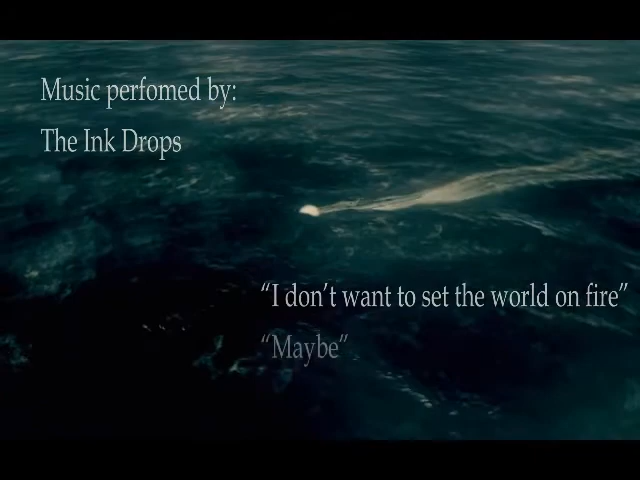 Music perfomed by:
The Ink Drops
“I don’t want to set the world on fire”
“Maybe”